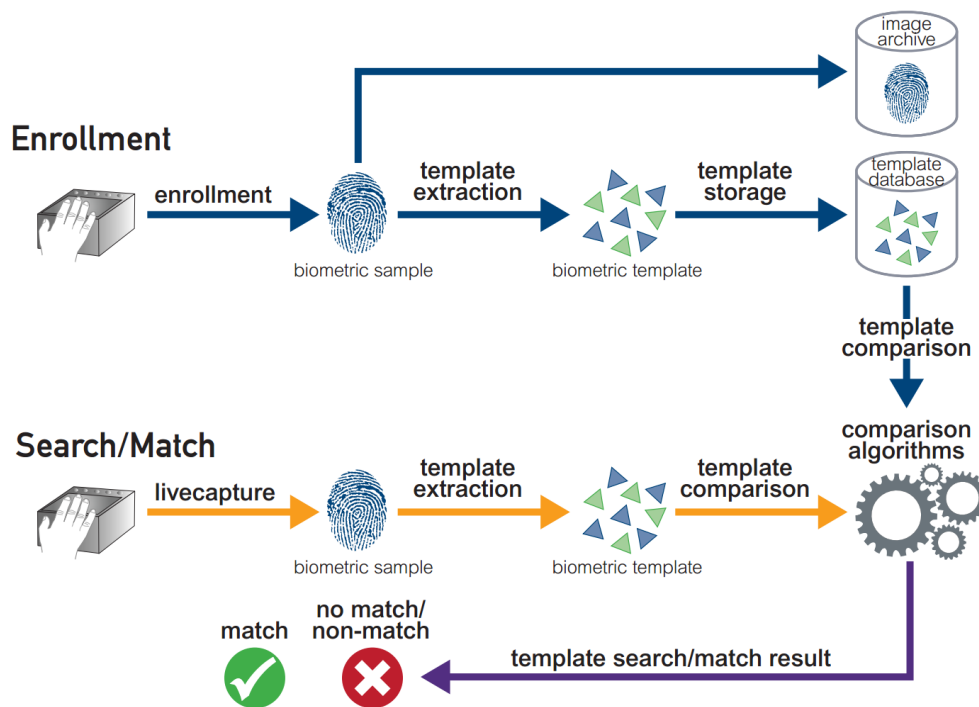 image
archive
Enrollment
enrollment
template
extraction
template
storage
template
database
biometric sample
biometric template
template
comparison
Search/Match
comparison
algorithms
livecapture
template
extraction
template
comparison
biometric sample
biometric template
match
no match/
non-match
template search/match result